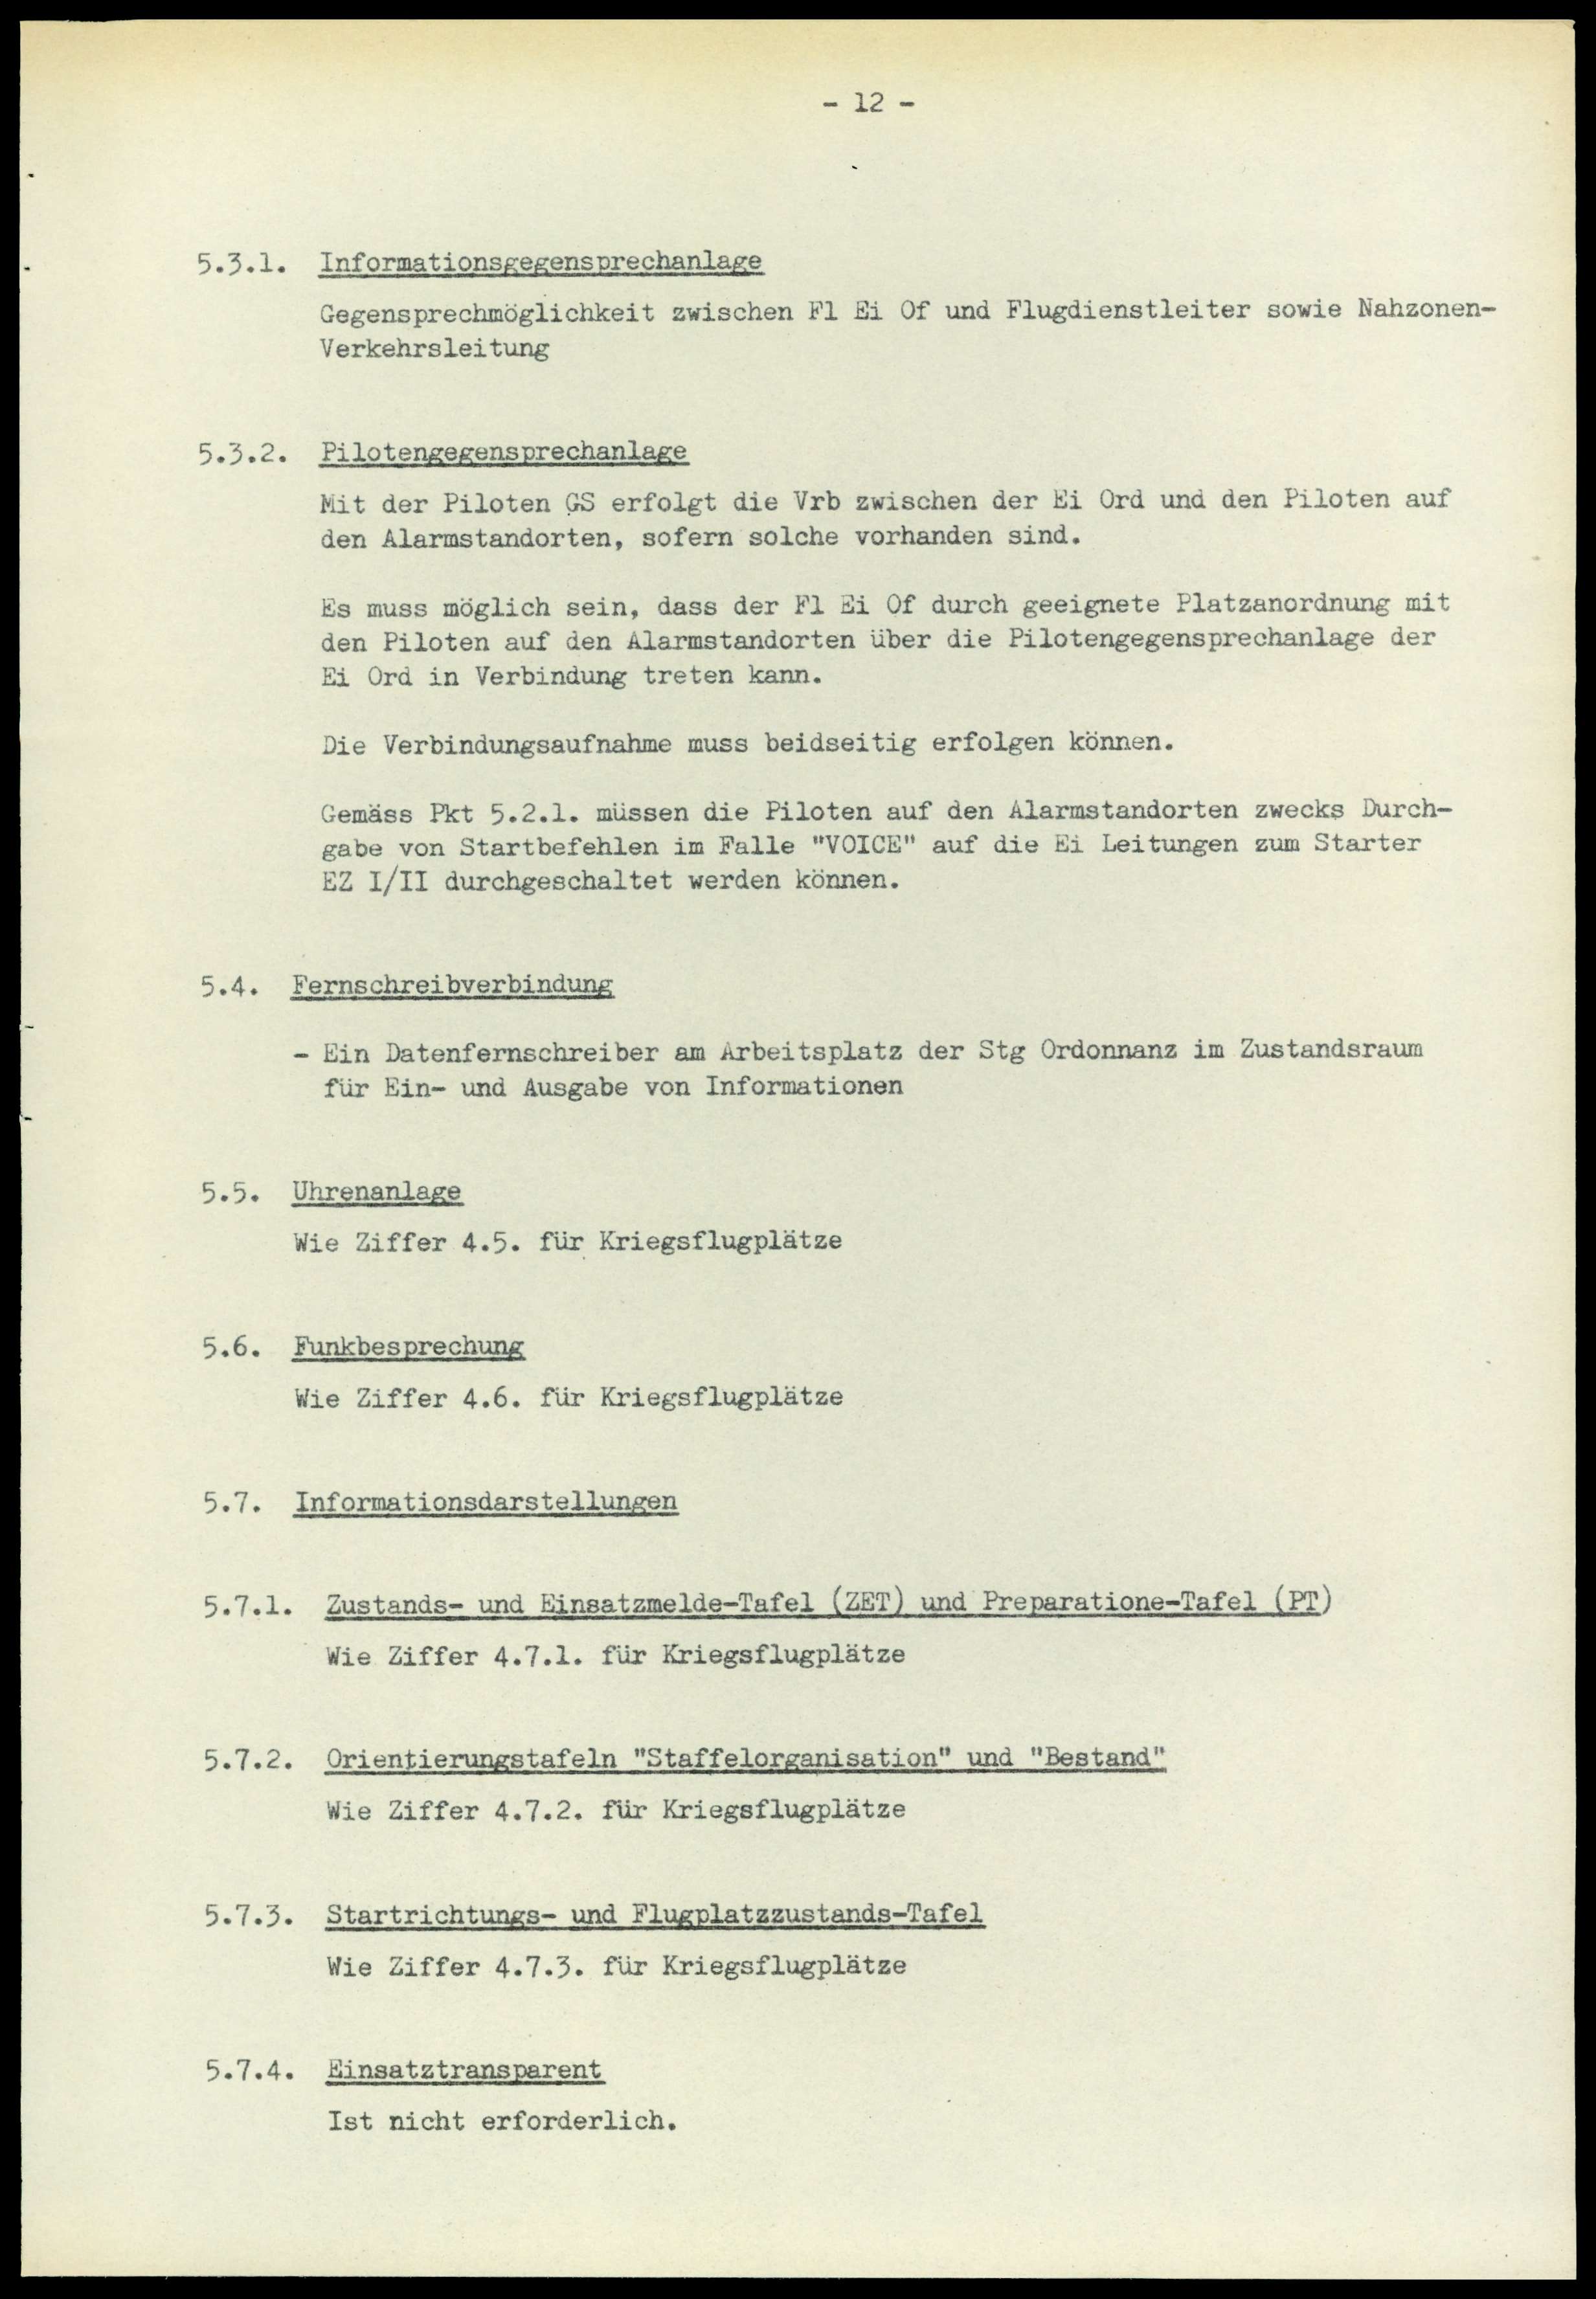 - 12 -
5.3.1. Informationsgegensprechanlage
Gegensprechmöglichkeit zwischen Fl Ei Of und Flugdienstleiter sowie Nahzonen-
Verkehrsleitung
5.3.2. Pilotengegensprechanlage
Mit der Piloten GS erfolgt die Vrb zwischen der Ei Ord und den Piloten auf
den Alarmstandorten, sofern solche vorhanden sind.
Es muss möglich sein, dass der Fl Ei Of durch geeignete Platzanordnung mit
den Piloten auf den Alarmstandorten über die Pilotengegensprechanlage der
Ei Ord in Verbindung treten kann.
Die Verbindungsaufnahme muss beidseitig erfolgen können.
Gemäss Pkt 5.2.1. müssen die Piloten auf den Alarmstandorten zwecks Durch-
gabe von Startbefehlen im Falle "VOICE" auf die Ei Leitungen zum Starter
EZ I/II durchgeschaltet werden können.
5.4. Fernschreibverbindung
- Ein Datenfernschreiber am Arbeitsplatz der Stg Ordonnanz im Zustandsraum
für Ein- und Ausgabe von Informationen
5.5. Uhrenanlage
Wie Ziffer 4.5. für Kriegsflugplätze
5.6. Funkbesprechung
Wie Ziffer 4.6. für Kriegsflugplätze
5.7. Informationsdarstellungen
5.7.1. Zustands- und Einsatzmelde-Tafel (ZET) und Preparatione-Tafel (PT)
Wie Ziffer 4.7.1. für Kriegsflugplätze
5.7.2. Orientierungstafeln "Staffelorganisation" und "Bestand"
Wie Ziffer 4.7.2. für Kriegsflugplätze
5.7.3. Startrichtungs- und Flugplatzzustands-Tafel
Wie Ziffer 4.7.3. für Kriegsflugplätze
5.7.4. Einsatztransparent
Ist nicht erforderlich.